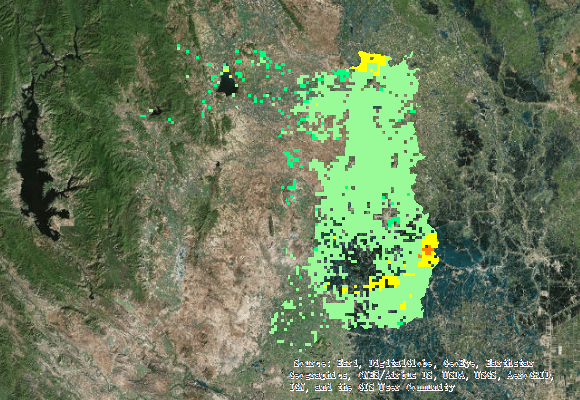 Source: Esri, DigitalGlobe, GeoEye, Earthstar
Geographics, CNES/Airbus DS, USDA, USGS, AeroGRID,
IGN, and the GIS User Community